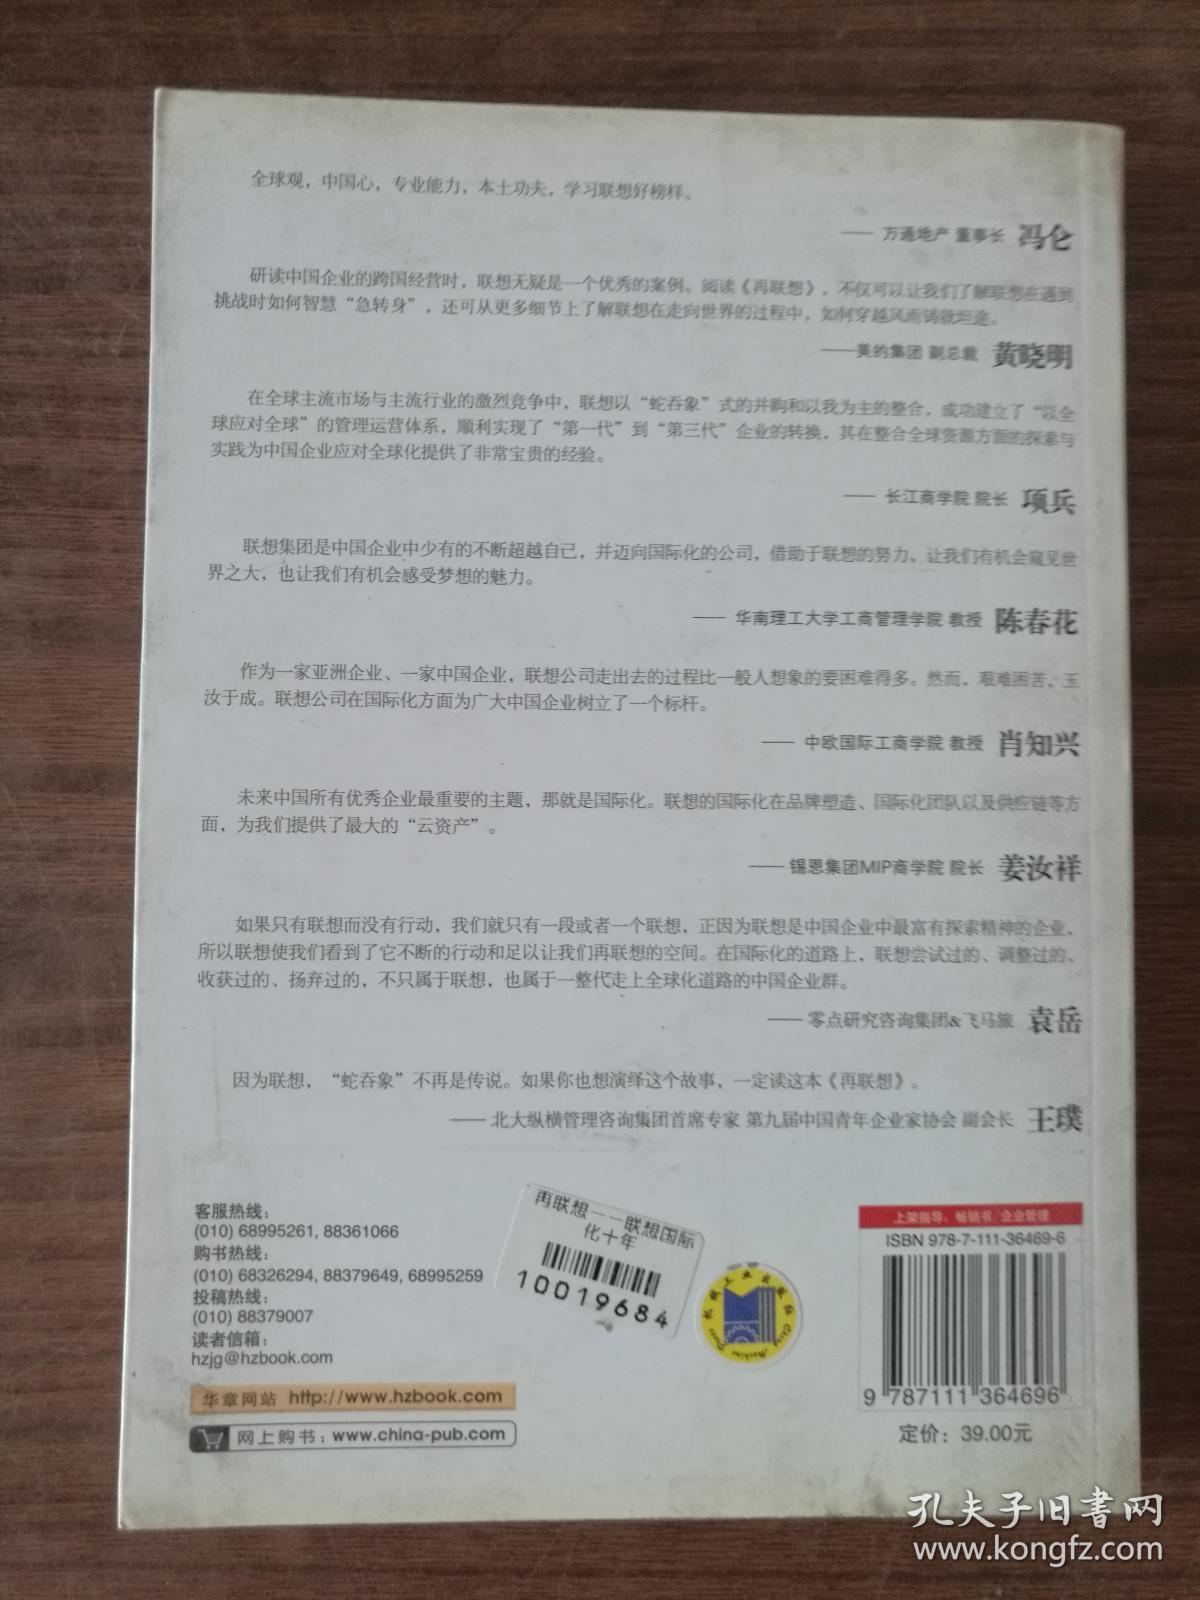 全球观，中国心，专业能力，本土功夫，学习联想好榜样。
—— 万通地产 董事长 冯仑
研读中国企业的跨国经营时，联想无疑是一个优秀的案例。阅读《再联想》，不仅可以让我们了解联想在遇到
挑战时如何智慧“急转身”，还可从更多细节上了解联想在走向世界的过程中，如何穿越风雨铸就坦途。
——美的集团 副总裁 黄晓明
在全球主流市场与主流行业的激烈竞争中，联想以“蛇吞象”式的并购和以我为主的整合，成功建立了“以全
球应对全球”的管理运营体系，顺利实现了“第一代”到“第三代”企业的转换，其在整合全球资源方面的探索与
实践为中国企业应对全球化提供了非常宝贵的经验。
—— 长江商学院 院长 项兵
联想集团是中国企业中少有的不断超越自己，并迈向国际化的公司，借助于联想的努力，让我们有机会窥见世
界之大，也让我们有机会感受梦想的魅力。
—— 华南理工大学工商管理学院 教授 陈春花
作为一家亚洲企业、一家中国企业，联想公司走出去的过程比一般人想象的要困难得多。然而，艰难困苦，玉
汝于成。联想公司在国际化方面为广大中国企业树立了一个标杆。
—— 中欧国际工商学院 教授 肖知兴
未来中国所有优秀企业最重要的主题，那就是国际化。联想的国际化在品牌塑造、国际化团队以及供应链等方
面，为我们提供了最大的“云资产”。
—— 锡恩集团MIP商学院 院长 姜汝祥
如果只有联想而没有行动，我们就只有一段或者一个联想，正因为联想是中国企业中最富有探索精神的企业，
所以联想使我们看到了它不断的行动和足以让我们再联想的空间。在国际化的道路上，联想尝试过的、调整过的、
收获过的、扬弃过的，不只属于联想，也属于一整代走上全球化道路的中国企业群。
—— 零点研究咨询集团&飞马旅 袁岳
因为联想，“蛇吞象”不再是传说。如果你也想演绎这个故事，一定读这本《再联想》。
—— 北大纵横管理咨询集团首席专家 第九届中国青年企业家协会 副会长 王璞
客服热线：
(010) 68995261, 88361066
购书热线：
(010) 68326294, 88379649, 68995259
投稿热线：
(010) 88379007
读者信箱：
hzjg@hzbook.com
华章网站 http://www.hzbook.com
网上购书：www.china-pub.com
再联想——联想国际
化十年
10019684
机械工业出版社
China Machine Press
上架指导：畅销书/企业管理
ISBN 978-7-111-36469-6
9 787111 364696
定价：39.00元
孔夫子旧书网
www.kongfz.com